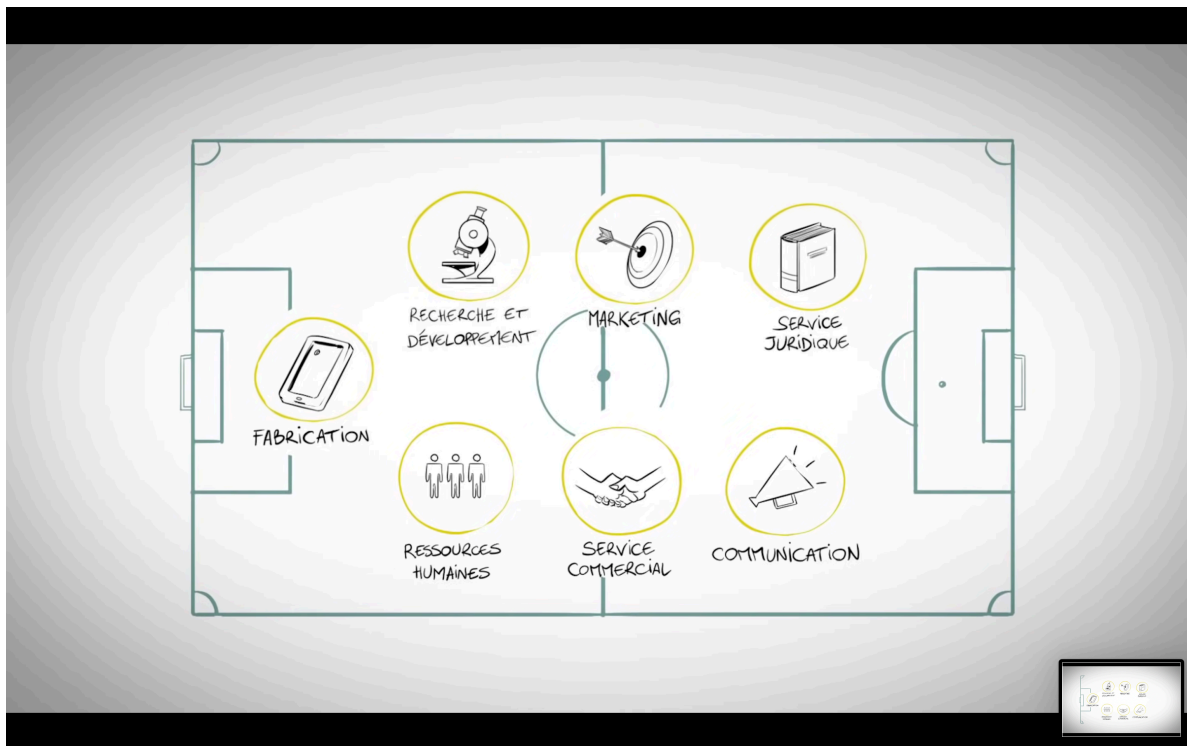 RECHERCHE ET
DÉVELOPPEMENT
MARKETING
SERVICE
JURIDIQUE
FABRICATION
RESSOURCES
HUMAINES
SERVICE
COMMERCIAL
COMMUNICATION